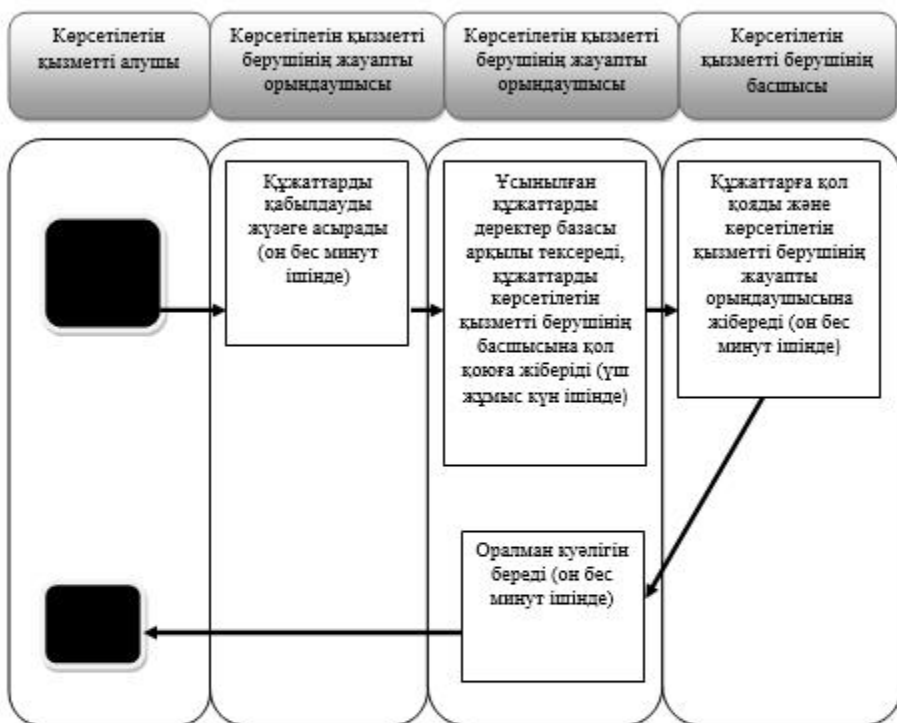 Көрсетілетін
қызметті алушы
Көрсетілетін қызметті
берушінің жауапты
орындаушысы
Көрсетілетін қызметті
берушінің жауапты
орындаушысы
Көрсетілетін
қызметті берушінің
басшысы
Құжаттарды
қабылдауды
жүзеге асырады
(он бес минут
ішінде)
Ұсынылған
құжаттарды
деректер базасы
арқылы тексереді,
құжаттарды
көрсетілетін
қызметті берушінің
басшысына қол
қоюға жіберіді (үш
жұмыс күн ішінде)
Құжаттарға қол
қояды және
көрсетілетін
қызметті берушінің
жауапты
орындаушысына
жібереді (он бес
минут ішінде)
Оралман куәлігін
береді (он бес
минут ішінде)